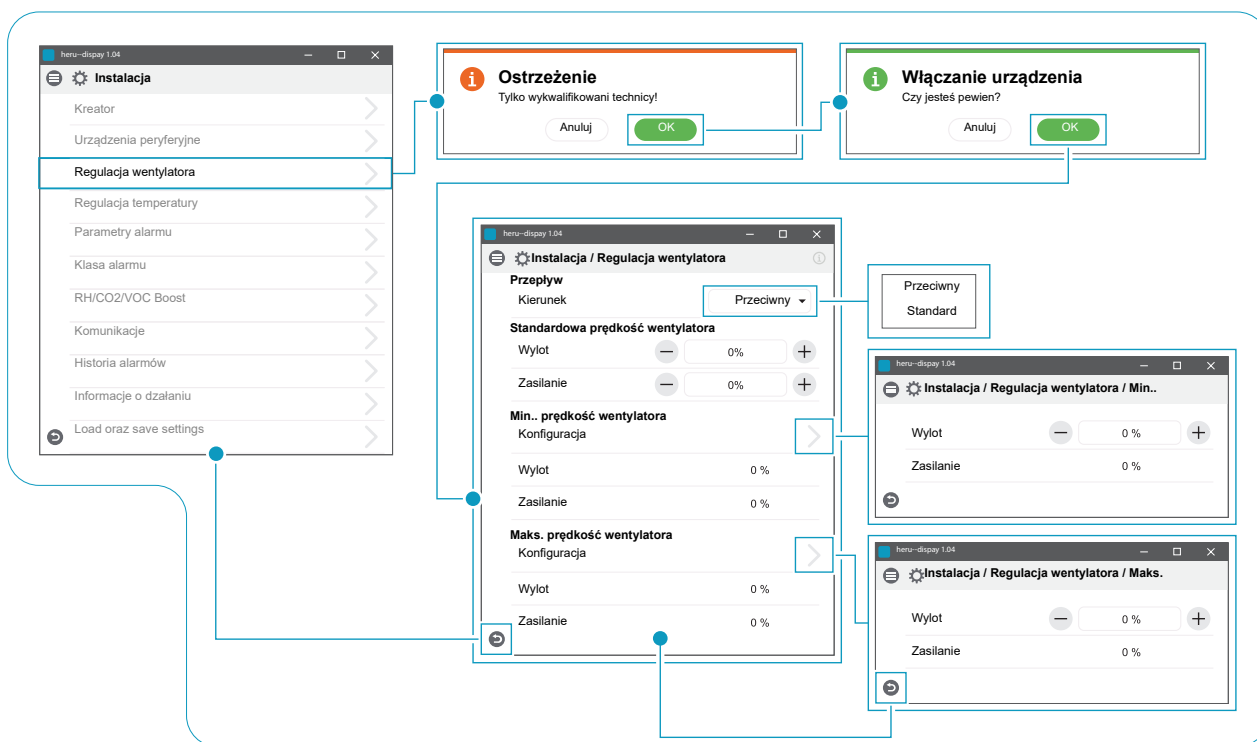 heru–dispay 1.04
Instalacja
Kreator
Urządzenia peryferyjne
Regulacja wentylatora
Regulacja temperatury
Parametry alarmu
Klasa alarmu
RH/CO2/VOC Boost
Komunikacje
Historia alarmów
Informacje o dzałaniu
Load oraz save settings
Ostrzeżenie
Tylko wykwalifikowani technicy!
Anuluj OK
Włączanie urządzenia
Czy jesteś pewien?
Anuluj OK
heru–dispay 1.04
Instalacja / Regulacja wentylatora
Przepływ
Kierunek Przeciwny
Standardowa prędkość wentylatora
Wylot − 0% +
Zasilanie − 0% +
Min.. prędkość wentylatora
Konfiguracja
Wylot 0 %
Zasilanie 0 %
Maks. prędkość wentylatora
Konfiguracja
Wylot 0 %
Zasilanie 0 %
Przeciwny
Standard
heru–dispay 1.04
Instalacja / Regulacja wentylatora / Min..
Wylot − 0 % +
Zasilanie 0 %
heru–dispay 1.04
Instalacja / Regulacja wentylatora / Maks.
Wylot − 0 % +
Zasilanie 0 %